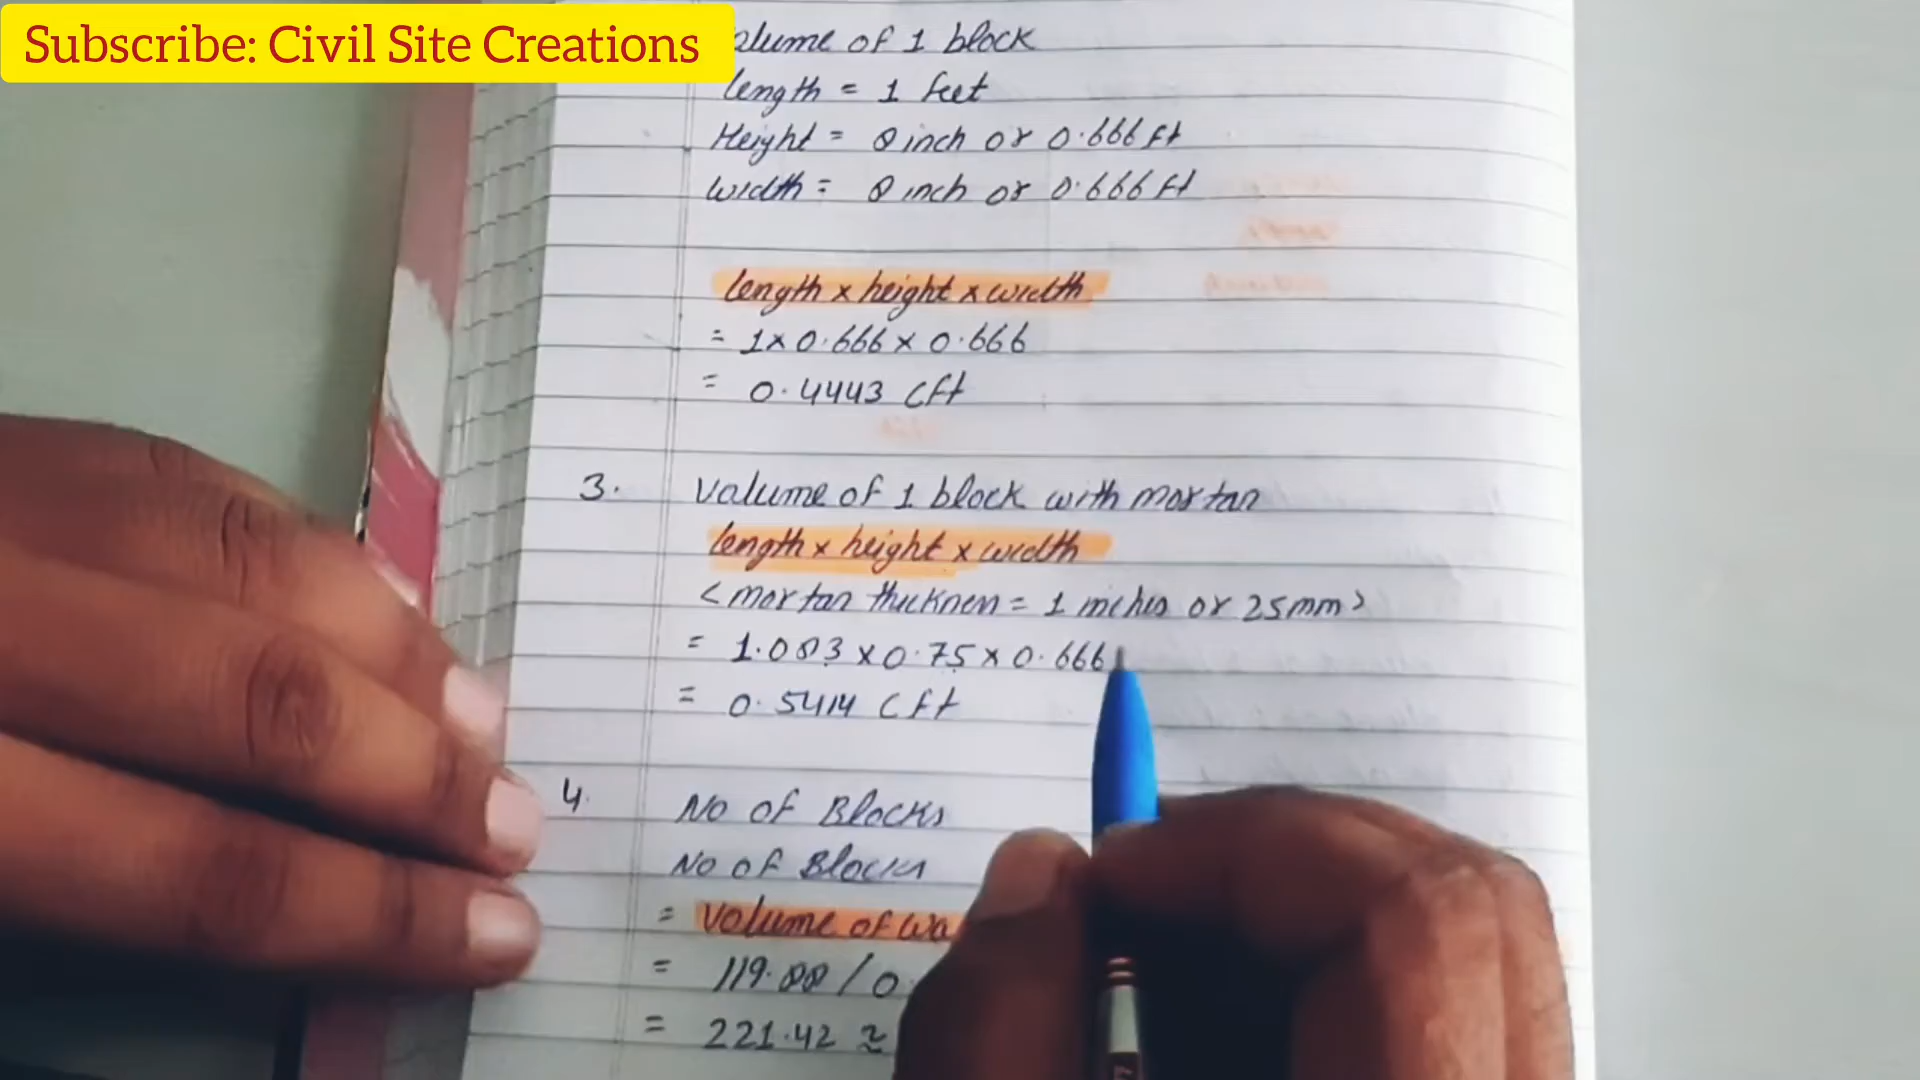 Subscribe: Civil Site Creations
olume of 1 block
length = 1 feet
Height = 8 inch or 0.666 ft
width = 8 inch or 0.666 ft
length x height x width
= 1 x 0.666 x 0.666
= 0.4443 cft
3. Volume of 1 block with mortar
length x height x width
<mortar thicknen = 1 inches or 25mm>
= 1.083 x 0.75 x 0.666
= 0.5414 cft
4. No of Blocks
No of Blocks
= Volume of wa
= 119.88 / 0.
= 221.42 ≈